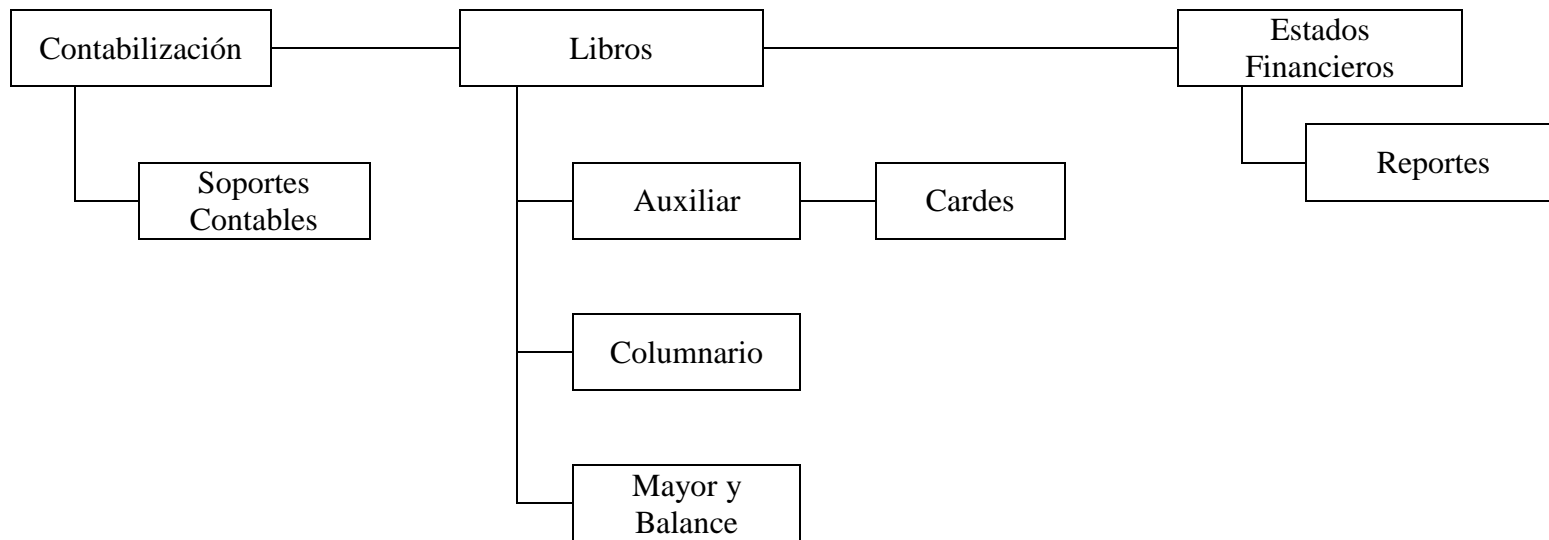 Contabilización
Libros
Estados
Financieros
Soportes
Contables
Auxiliar
Cardes
Reportes
Columnario
Mayor y
Balance